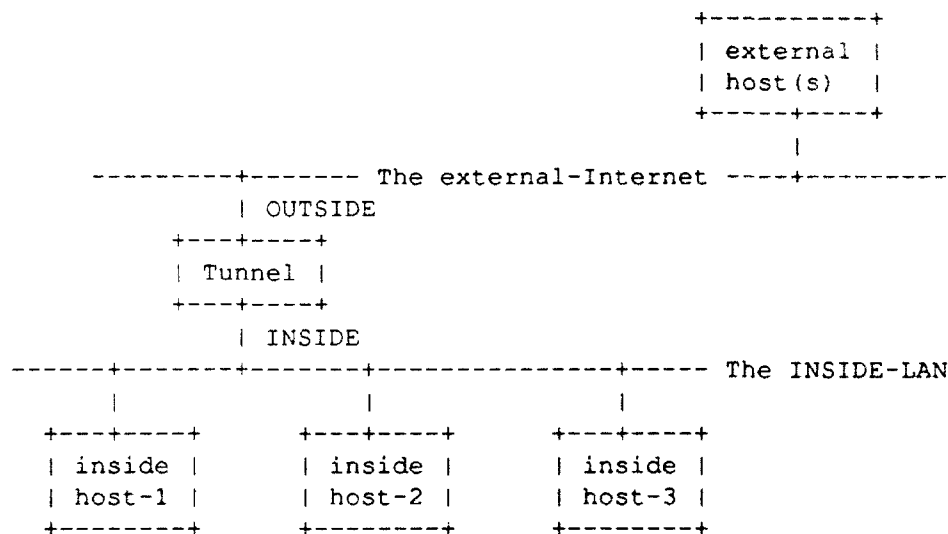 external
host(s)
The external-Internet
OUTSIDE
Tunnel
INSIDE
The INSIDE-LAN
inside inside inside
host-1 host-2 host-3